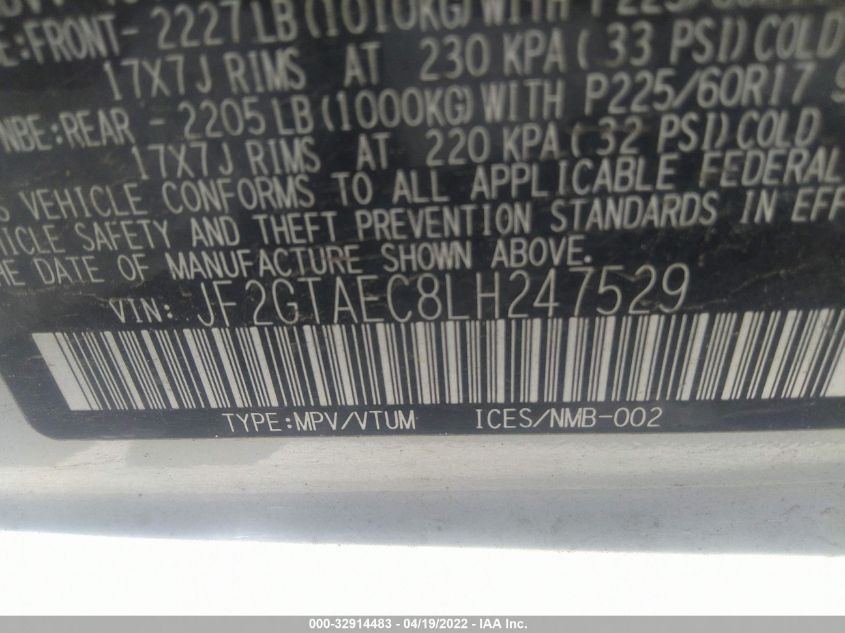 E:FRONT- 2227 LB (1010KG) WITH P225/
17X7J RIMS AT 230 KPA (33 PSI) COLD
NBE:REAR - 2205 LB (1000KG) WITH P225/60R17
17X7J RIMS AT 220 KPA (32 PSI) COLD
S VEHICLE CONFORMS TO ALL APPLICABLE FEDERAL
HICLE SAFETY AND THEFT PREVENTION STANDARDS IN EFF
HE DATE OF MANUFACTURE SHOWN ABOVE.
VIN: JF2GTAEC8LH247529
TYPE:MPV/VTUM ICES/NMB-002
000-32914483 - 04/19/2022 - IAAI.com